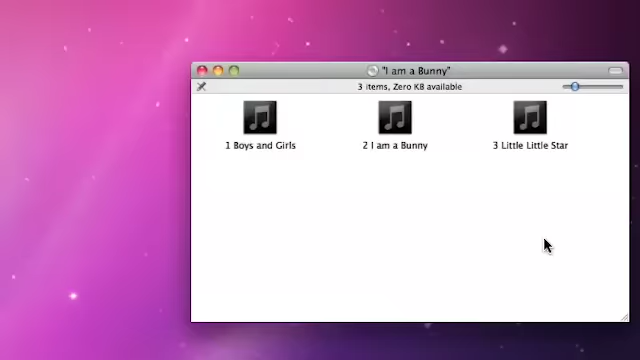 "I am a Bunny"
3 items, Zero KB available
1 Boys and Girls
2 I am a Bunny
3 Little Little Star